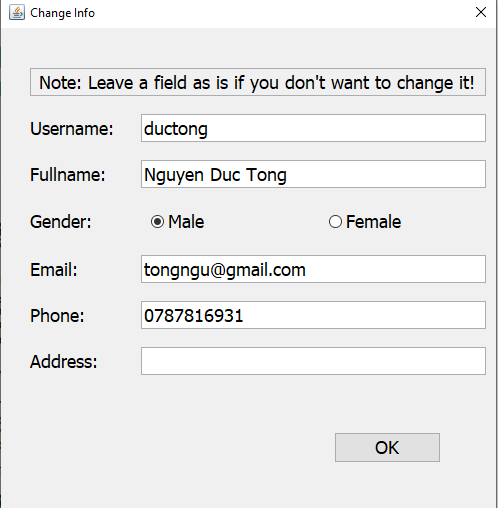 Change Info
Note: Leave a field as is if you don't want to change it!
Username: ductong
Fullname: Nguyen Duc Tong
Gender: Male Female
Email: tongngu@gmail.com
Phone: 0787816931
Address:
OK